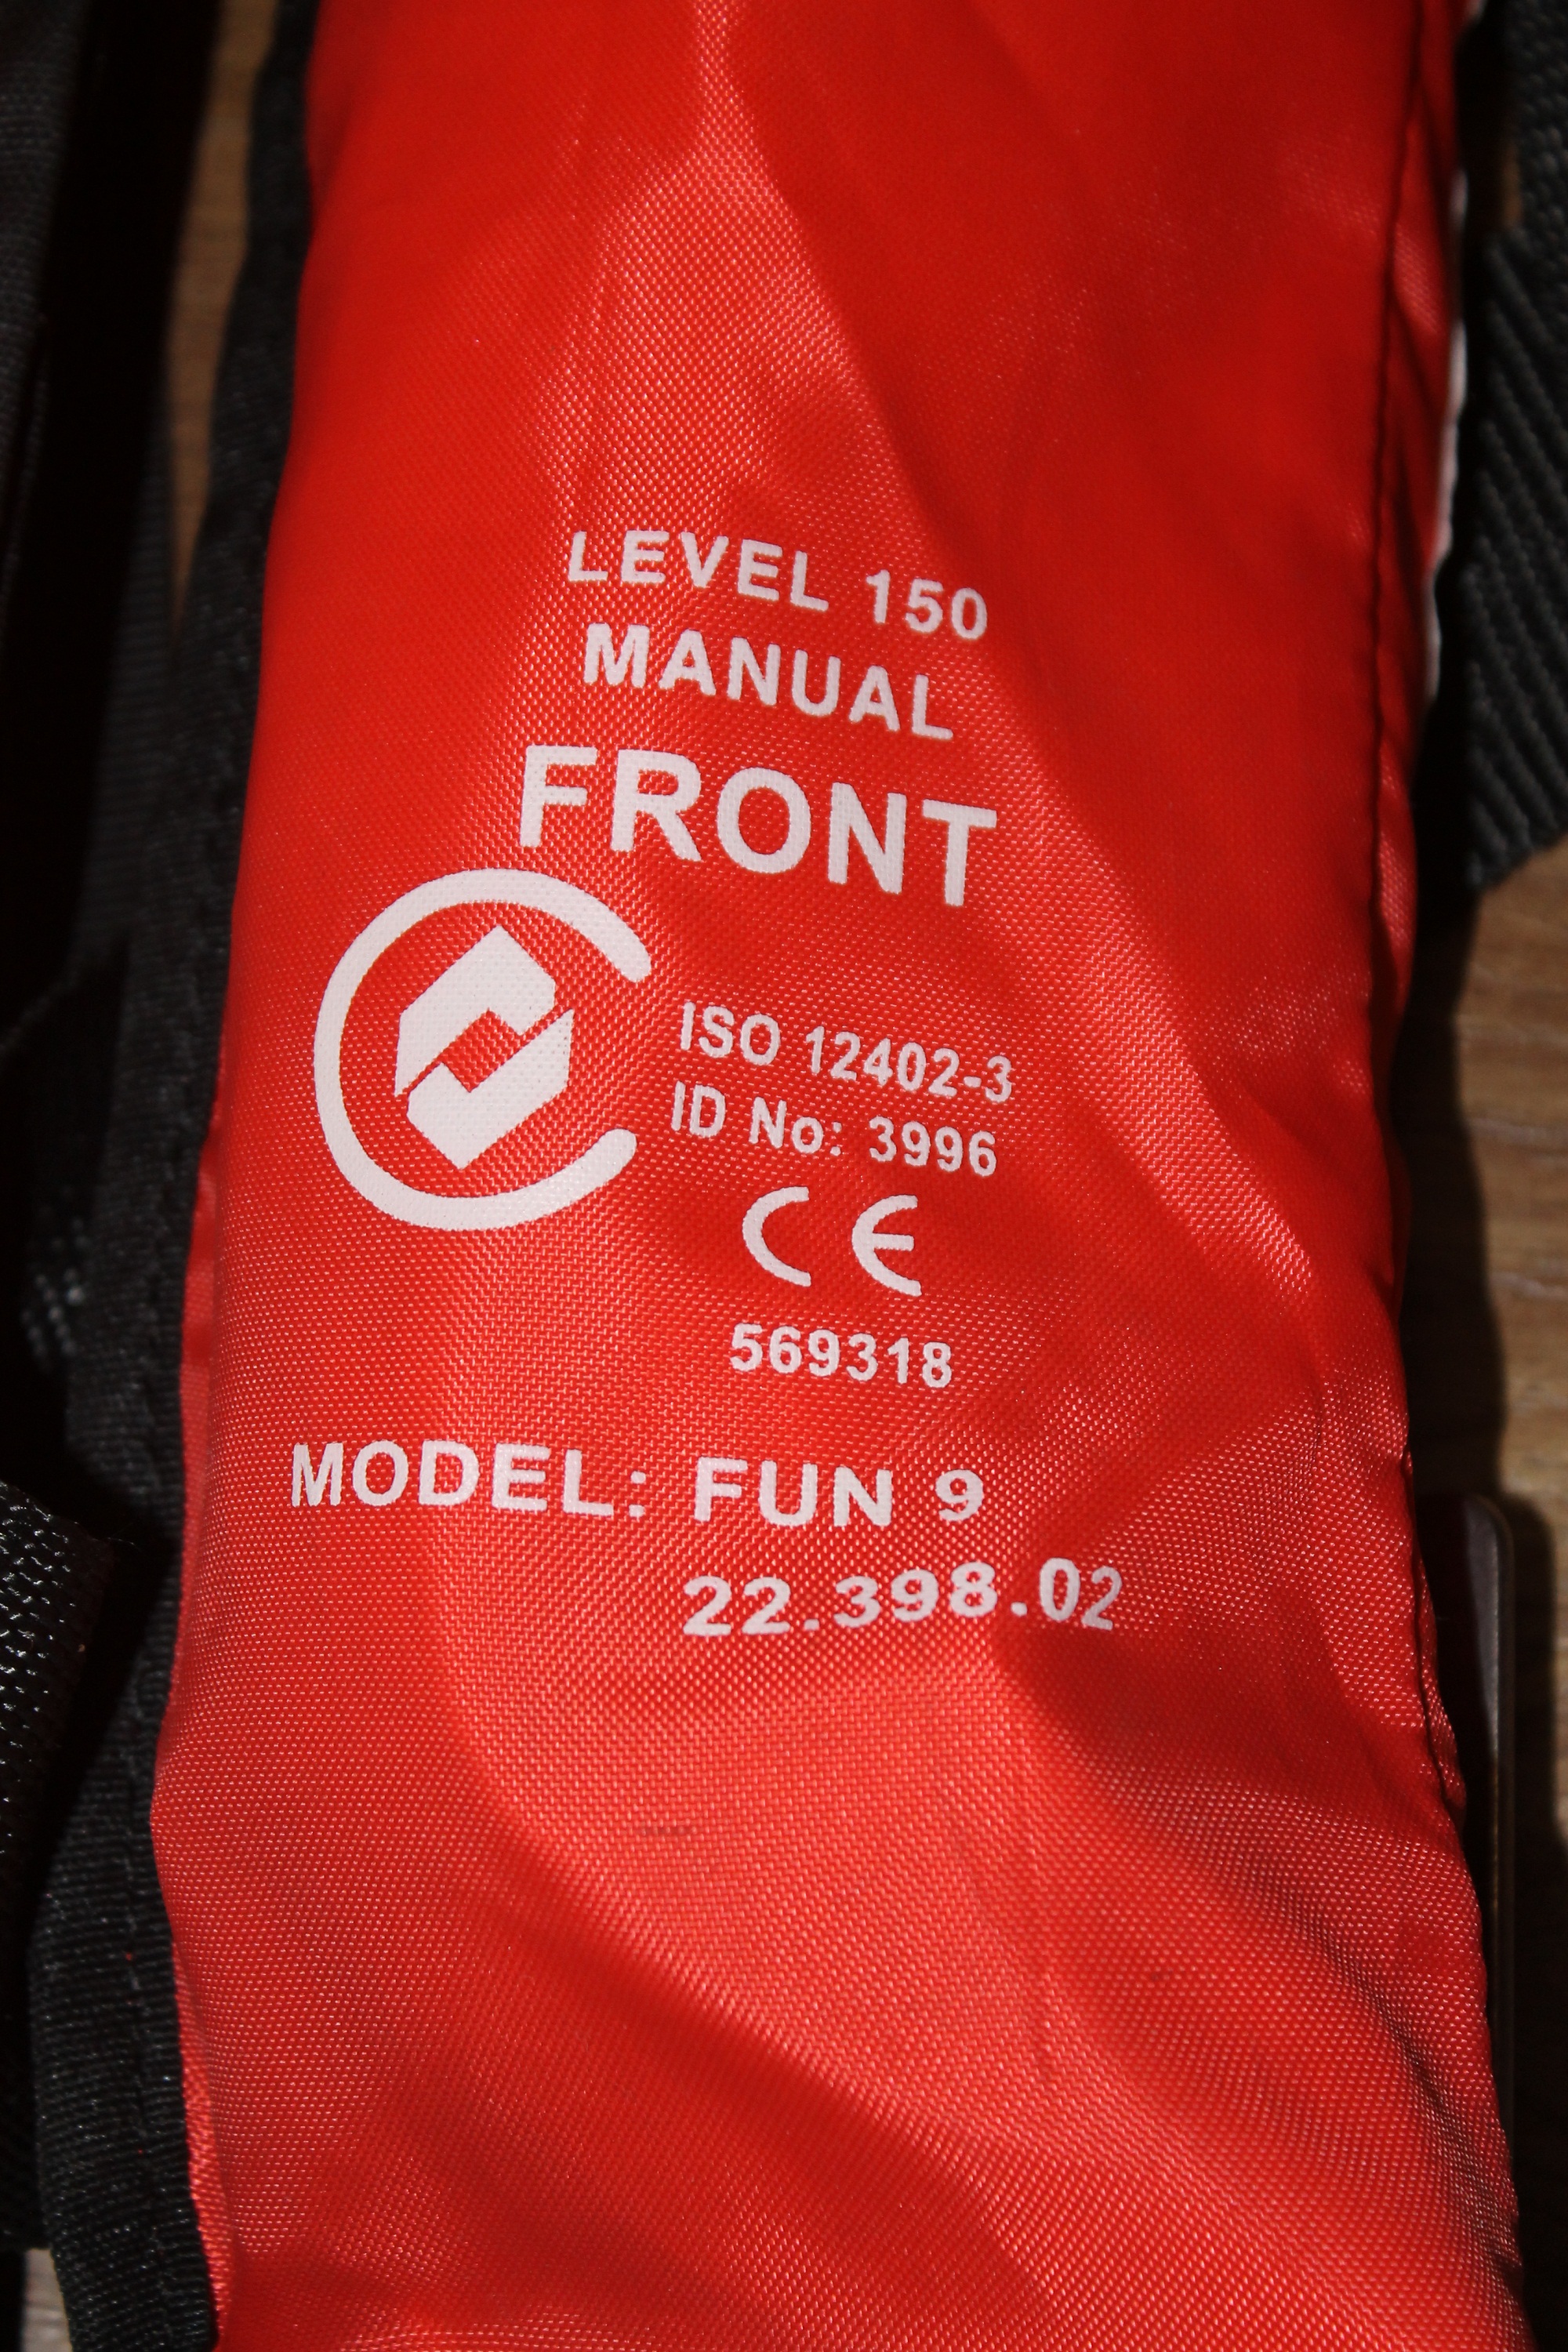 LEVEL 150
MANUAL
FRONT
ISO 12402-3
ID No: 3996
CE
569318
MODEL: FUN 9
22.398.02